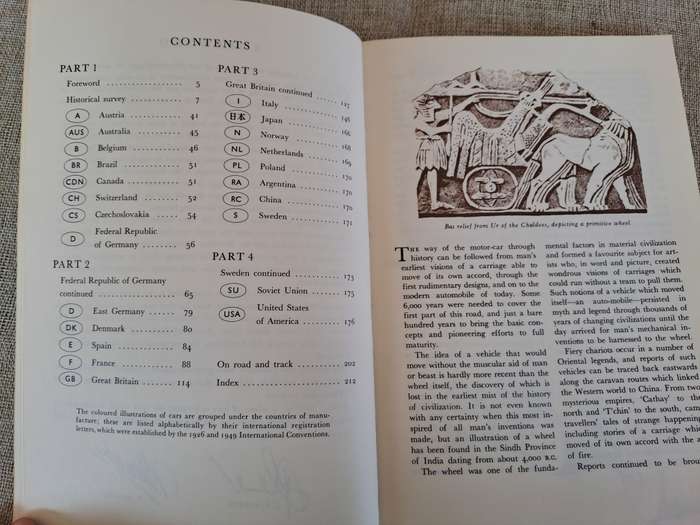 CONTENTS
PART 1
Foreword .................... 5
Historical survey ............ 7
A Austria ............ 41
AUS Australia ............ 45
B Belgium ............ 46
BR Brazil ............ 51
CDN Canada ............ 51
CH Switzerland ......... 52
CS Czechoslovakia ...... 54
D Federal Republic
of Germany ........ 56
PART 2
Federal Republic of Germany
continued .................. 65
D East Germany ...... 79
DK Denmark ............ 80
E Spain ............ 84
F France ............ 88
GB Great Britain ...... 114
PART 3
Great Britain continued ...... 117
I Italy ............
日本 Japan ............
N Norway ............ 168
NL Netherlands ........ 169
PL Poland ............ 170
RA Argentina ............ 170
RC China ............ 170
S Sweden ............ 171
PART 4
Sweden continued ............ 173
SU Soviet Union ........ 175
USA United States
of America ........ 176
On road and track ............ 202
Index ........................ 212
The coloured illustrations of cars are grouped under the countries of manu-
facture; these are listed alphabetically by their international registration
letters, which were established by the 1926 and 1949 International Conventions.
Bas relief from Ur of the Chaldees, depicting a primitive wheel
THE way of the motor-car through
history can be followed from man's
earliest visions of a carriage able to
move of its own accord, through the
first rudimentary designs, and on to the
modern automobile of today. Some
6,000 years were needed to cover the
first part of this road, and just a bare
hundred years to bring the basic con-
cepts and pioneering efforts to full
maturity.
The idea of a vehicle that would
move without the muscular aid of man
or beast is hardly more recent than the
wheel itself, the discovery of which is
lost in the earliest mist of the history
of civilization. It is not even known
with any certainty when this most in-
spired of all man's inventions was
made, but an illustration of a wheel
has been found in the Sindh Province
of India dating from about 4,000 B.C.
The wheel was one of the funda-
mental factors in material civilization
and formed a favourite subject for art-
ists who, in word and picture, created
wondrous visions of carriages which
could run without a team to pull them.
Such notions of a vehicle which moved
itself—an auto-mobile—persisted in
myth and legend through thousands of
years of changing civilizations until the
day arrived for man's mechanical inv-
entions to be harnessed to the wheel.
Fiery chariots occur in a number of
Oriental legends, and reports of such
vehicles can be traced back eastwards
along the caravan routes which linked
the Western world to China. From two
mysterious empires, 'Cathay' to the
north and 'T'chin' to the south, came
travellers' tales of strange happenings
including stories of a carriage which
moved of its own accord with the aid
of fire.
Reports continued to be